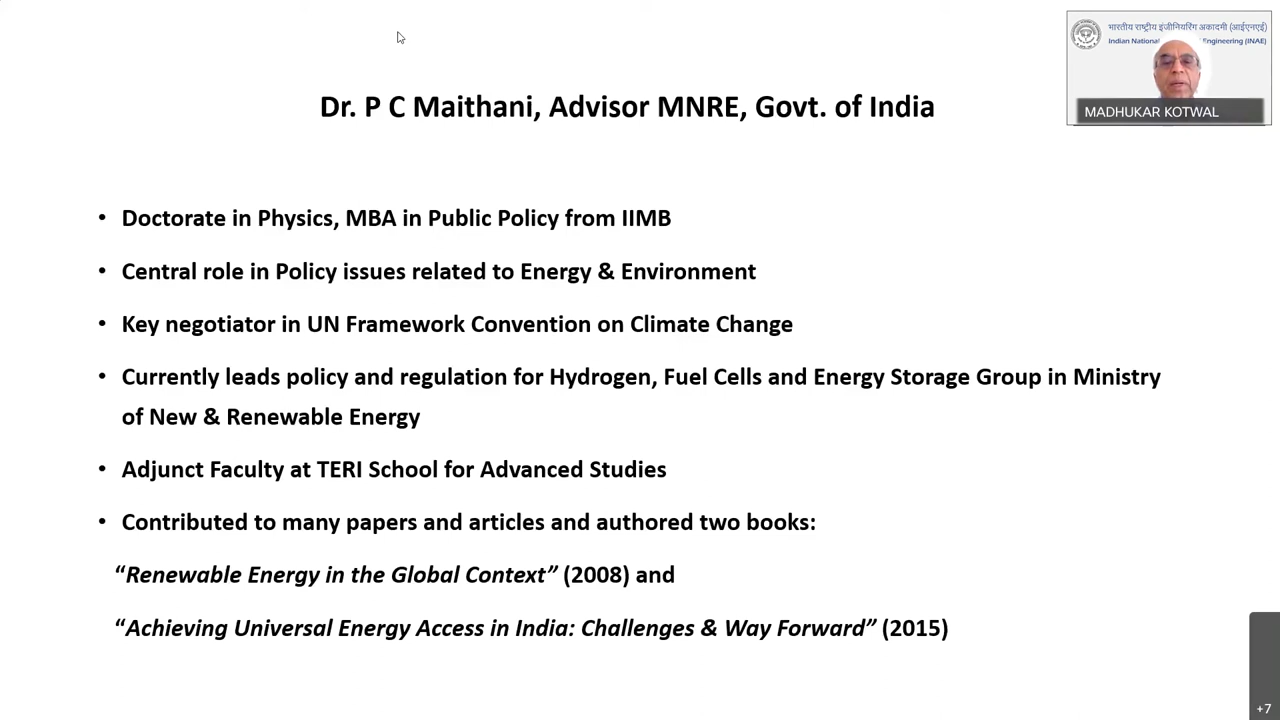 भारतीय राष्ट्रीय इंजीनियरिंग अकादमी (आईएनएई)
Indian National Engineering (INAE)
MADHUKAR KOTWAL
Dr. P C Maithani, Advisor MNRE, Govt. of India
• Doctorate in Physics, MBA in Public Policy from IIMB
• Central role in Policy issues related to Energy & Environment
• Key negotiator in UN Framework Convention on Climate Change
• Currently leads policy and regulation for Hydrogen, Fuel Cells and Energy Storage Group in Ministry
of New & Renewable Energy
• Adjunct Faculty at TERI School for Advanced Studies
• Contributed to many papers and articles and authored two books:
“Renewable Energy in the Global Context” (2008) and
“Achieving Universal Energy Access in India: Challenges & Way Forward” (2015)
+7